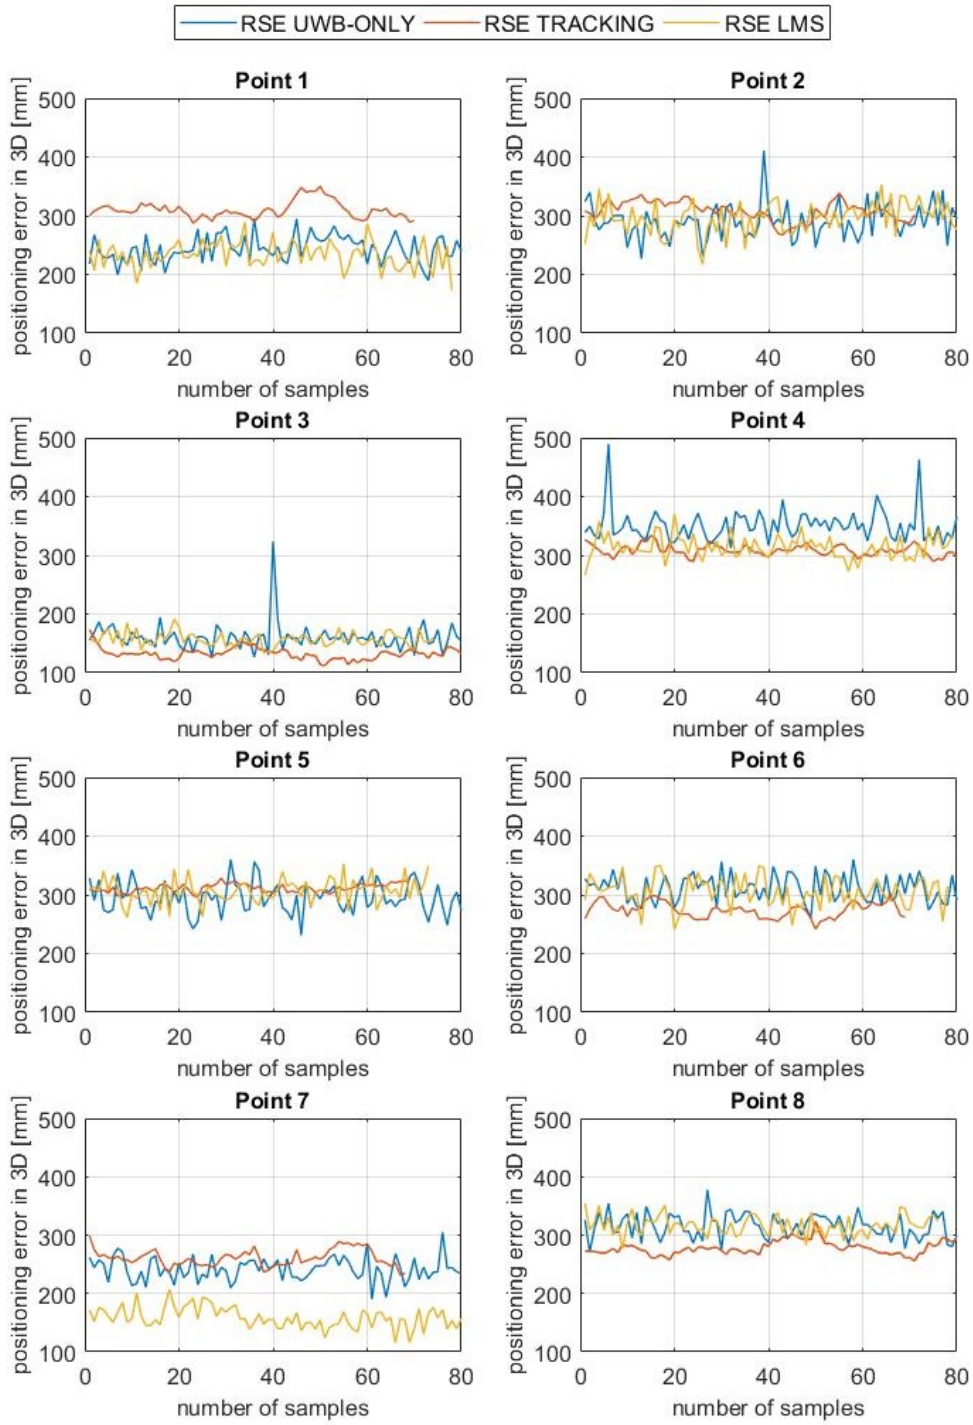 RSE UWB-ONLY RSE TRACKING RSE LMS
Point 1
positioning error in 3D [mm]
500
400
300
200
100
0 20 40 60 80
number of samples
Point 2
positioning error in 3D [mm]
500
400
300
200
100
0 20 40 60 80
number of samples
Point 3
positioning error in 3D [mm]
500
400
300
200
100
0 20 40 60 80
number of samples
Point 4
positioning error in 3D [mm]
500
400
300
200
100
0 20 40 60 80
number of samples
Point 5
positioning error in 3D [mm]
500
400
300
200
100
0 20 40 60 80
number of samples
Point 6
positioning error in 3D [mm]
500
400
300
200
100
0 20 40 60 80
number of samples
Point 7
positioning error in 3D [mm]
500
400
300
200
100
0 20 40 60 80
number of samples
Point 8
positioning error in 3D [mm]
500
400
300
200
100
0 20 40 60 80
number of samples